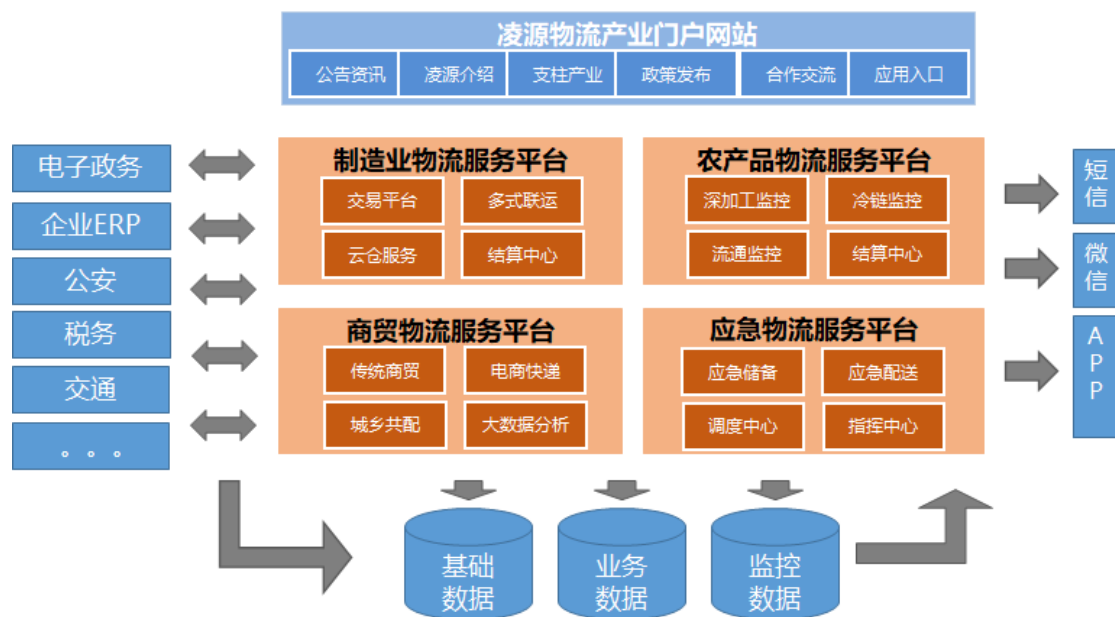 凌源物流产业门户网站
公告资讯 凌源介绍 支柱产业 政策发布 合作交流 应用入口
电子政务
企业ERP
公安
税务
交通
。。。
制造业物流服务平台
交易平台 多式联运
云仓服务 结算中心
农产品物流服务平台
深加工监控 冷链监控
流通监控 结算中心
商贸物流服务平台
传统商贸 电商快递
城乡共配 大数据分析
应急物流服务平台
应急储备 应急配送
调度中心 指挥中心
短
信
微
信
A
P
P
基础
数据
业务
数据
监控
数据